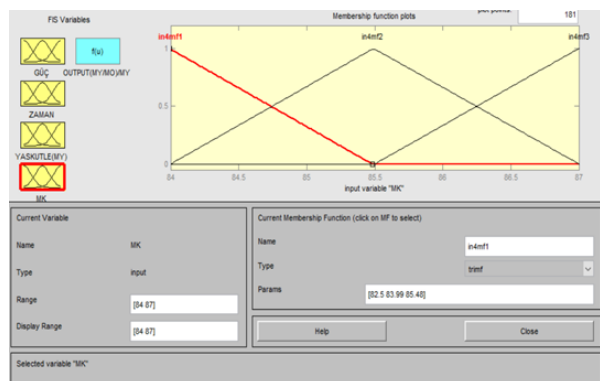 FIS Variables
Membership function plots
plot points:
181
f(u)
GÜÇ
OUTPUT(MY/MO)/MY
ZAMAN
YASKUTLE(MY)
MK
in4mf1
in4mf2
in4mf3
1
0.5
0
84
84.5
85
85.5
86
86.5
87
input variable "MK"
Current Variable
Name
MK
Type
input
Range
[84 87]
Display Range
[84 87]
Current Membership Function (click on MF to select)
Name
in4mf1
Type
trimf
Params
[82.5 83.99 85.48]
Help
Close
Selected variable "MK"